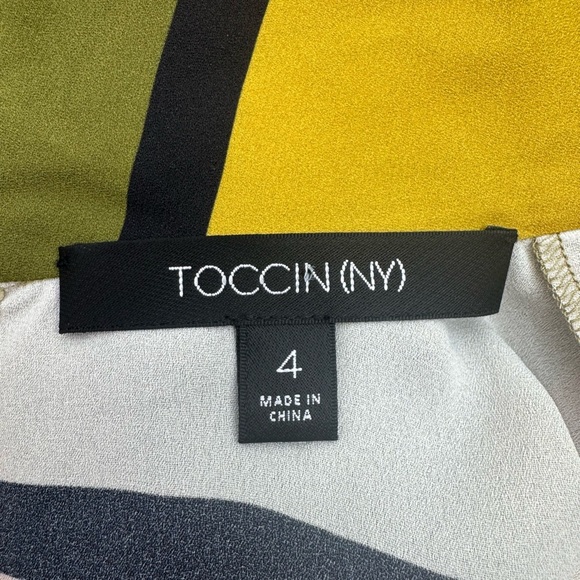 TOCCIN (NY)
4
MADE IN
CHINA